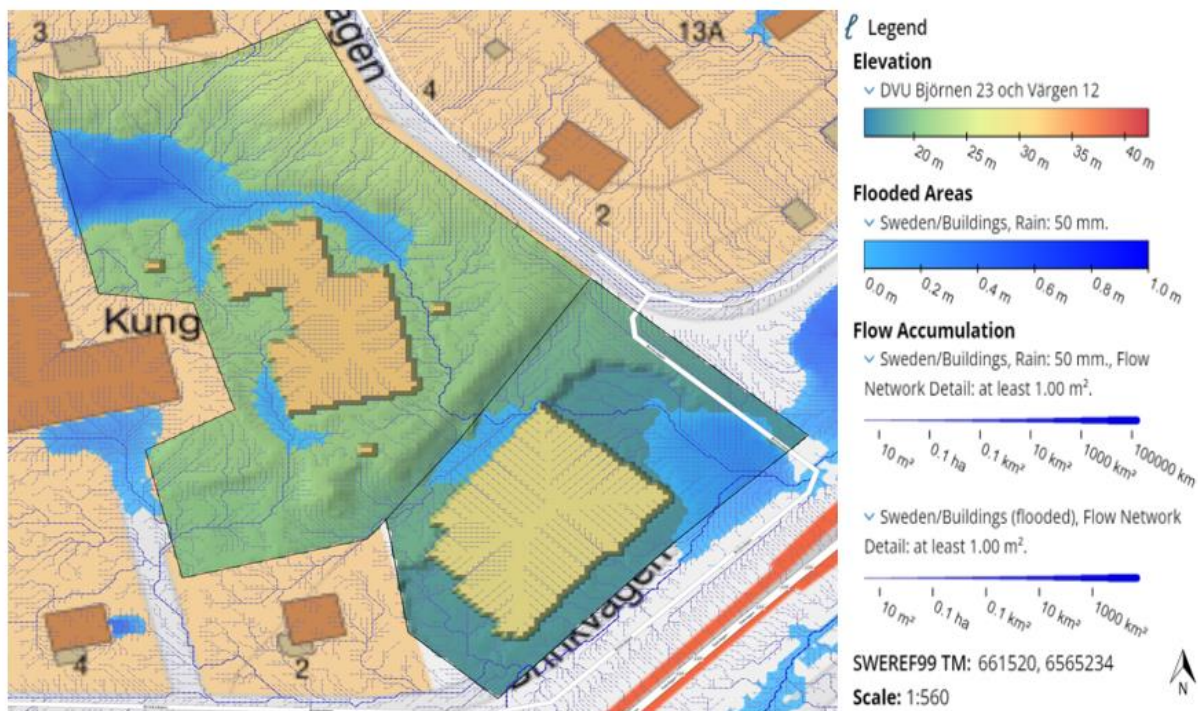 3
agen
13A
4
2
Kung
4
2
Legend
Elevation
DVU Björnen 23 och Värgen 12
20 m
25 m
30 m
35 m
40 m
Flooded Areas
Sweden/Buildings, Rain: 50 mm.
0.0 m
0.2 m
0.4 m
0.6 m
0.8 m
1.0 m
Flow Accumulation
Sweden/Buildings, Rain: 50 mm., Flow
Network Detail: at least 1.00 m².
10 m²
0.1 ha
0.1 km²
10 km²
1000 km²
100000 km
Sweden/Buildings (flooded), Flow Network
Detail: at least 1.00 m².
10 m²
0.1 ha
0.1 km²
10 km²
1000 km²
SWEREF99 TM: 661520, 6565234
Scale: 1:560
N